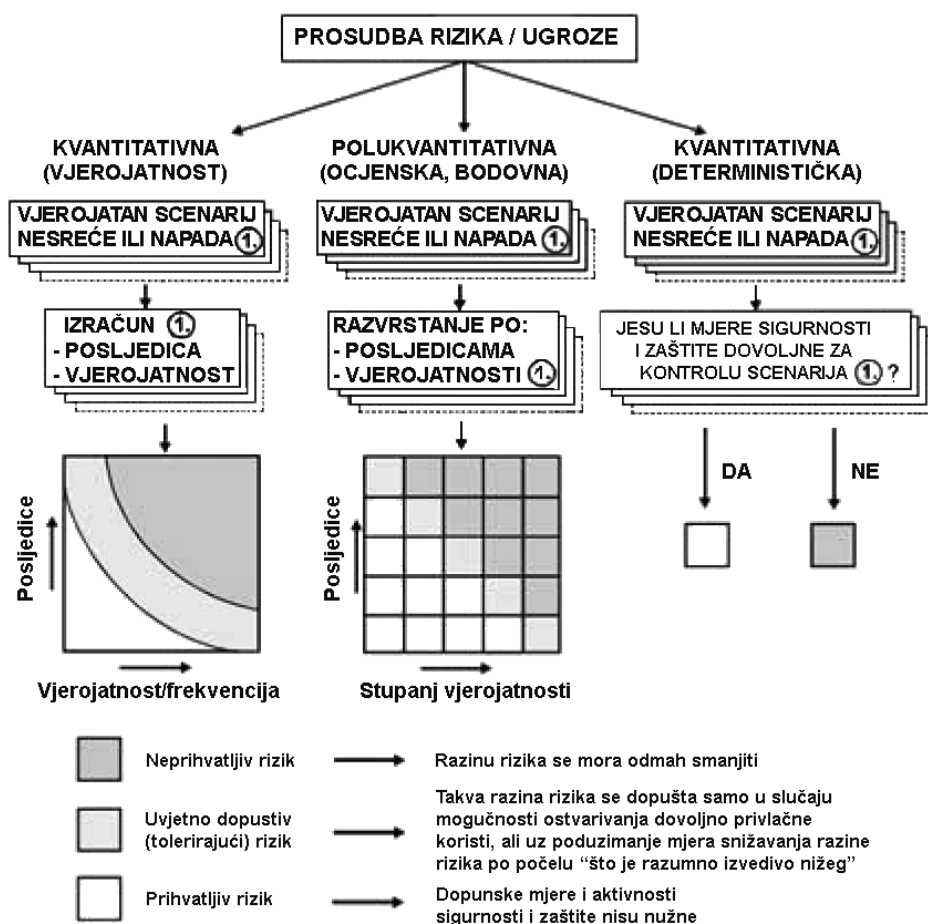 PROSUDBA RIZIKA / UGROZE
KVANTITATIVNA
(VJEROJATNOST)
VJEROJATAN SCENARIJ
NESREĆE ILI NAPADA 1.
IZRAČUN 1.
- POSLJEDICA
- VJEROJATNOST
Posljedice
Vjerojatnost/frekvencija
POLUKVANTITATIVNA
(OCJENSKA, BODOVNA)
VJEROJATAN SCENARIJ
NESREĆE ILI NAPADA 1.
RAZVRSTANJE PO:
- POSLJEDICAMA
- VJEROJATNOSTI 1.
Posljedice
Stupanj vjerojatnosti
KVANTITATIVNA
(DETERMINISTIČKA)
VJEROJATAN SCENARIJ
NESREĆE ILI NAPADA 1.
JESU LI MJERE SIGURNOSTI
I ZAŠTITE DOVOLJNE ZA
KONTROLU SCENARIJA 1. ?
DA
NE
Neprihvatljiv rizik
Razinu rizika se mora odmah smanjiti
Uvjetno dopustiv
(tolerirajući) rizik
Takva razina rizika se dopušta samo u slučaju
mogučnosti ostvarivanja dovoljno privlačne
koristi, ali uz poduzimanje mjera snižavanja razine
rizika po počelu “što je razumno izvedivo nižeg”
Prihvatljiv rizik
Dopunske mjere i aktivnosti
sigurnosti i zaštite nisu nužne